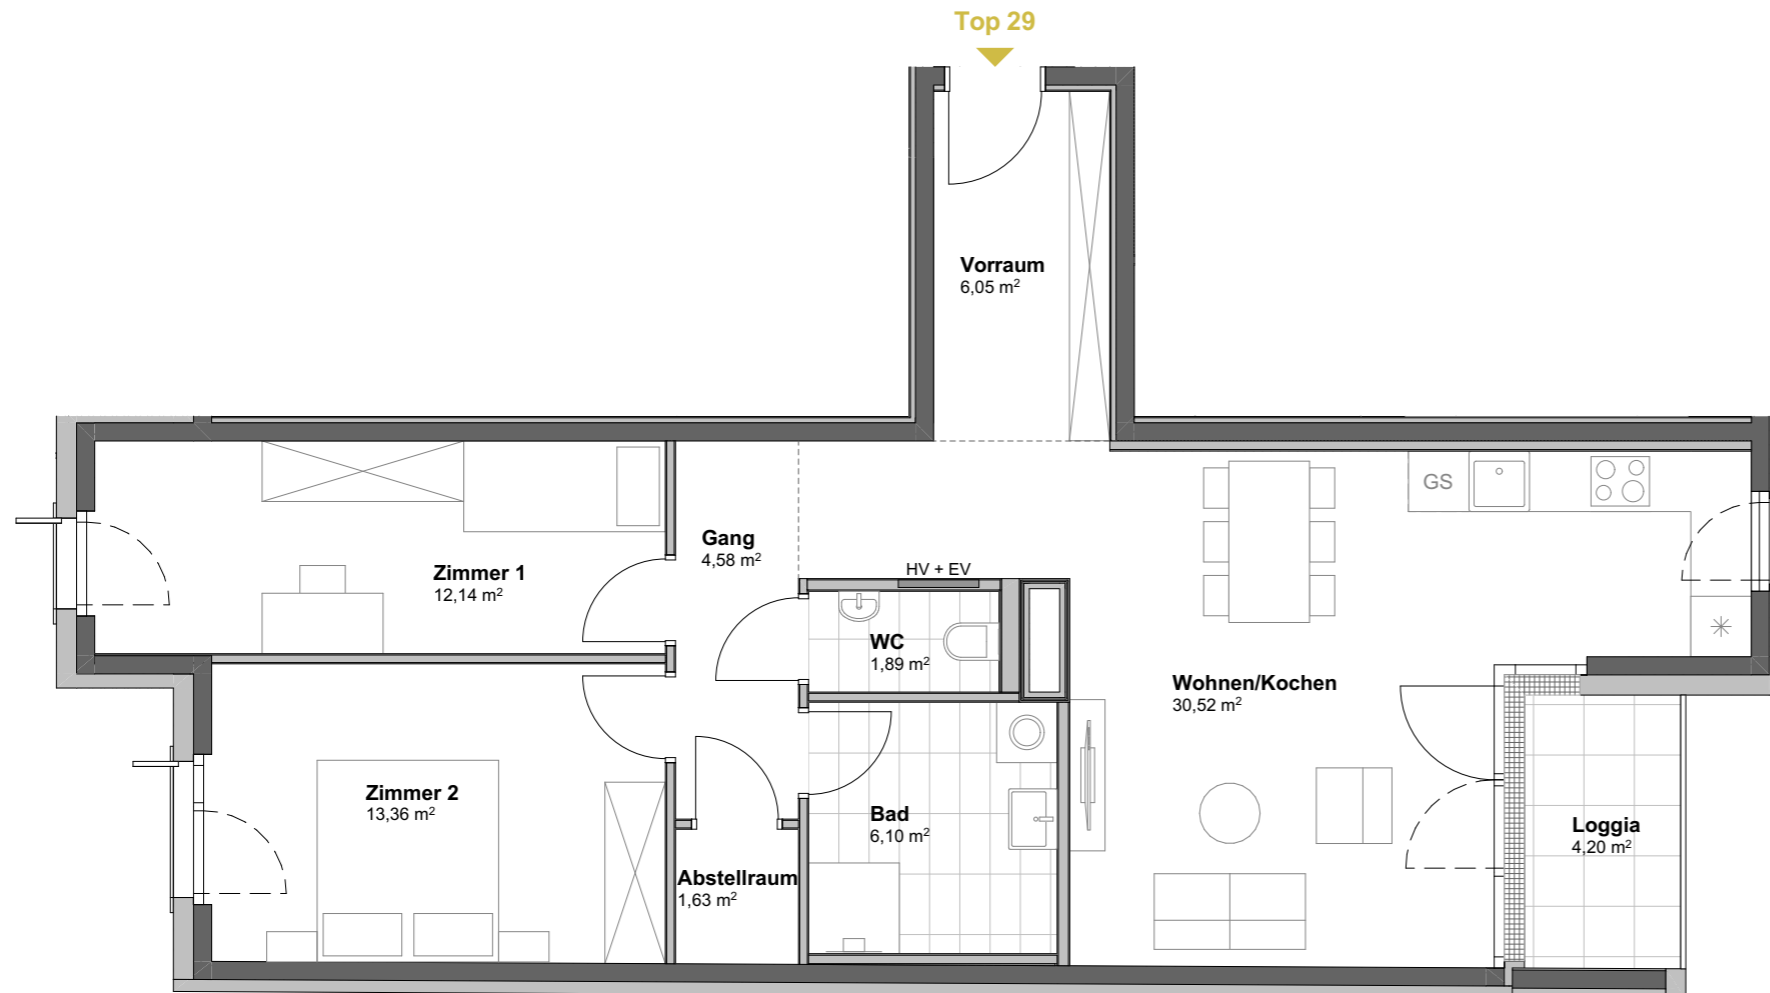 Top 29
Vorraum
6,05 m²
Gang
4,58 m²
Zimmer 1
12,14 m²
HV + EV
GS
WC
1,89 m²
Wohnen/Kochen
30,52 m²
Zimmer 2
13,36 m²
Bad
6,10 m²
Loggia
4,20 m²
Abstellraum
1,63 m²